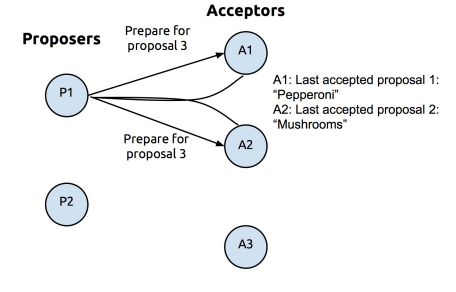 Acceptors
Proposers
Prepare for
proposal 3
A1
A1: Last accepted proposal 1:
“Pepperoni”
A2: Last accepted proposal 2:
“Mushrooms”
P1
Prepare for
proposal 3
A2
P2
A3